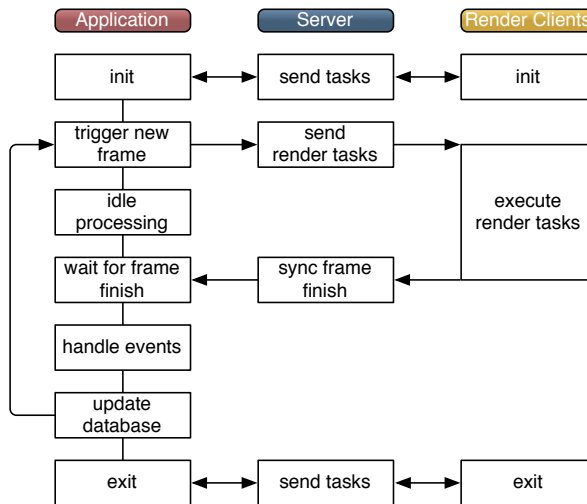 Application Server Render Clients
init send tasks init
trigger new send
frame render tasks
idle execute
processing render tasks
wait for frame sync frame
finish finish
handle events
update
database
exit send tasks exit